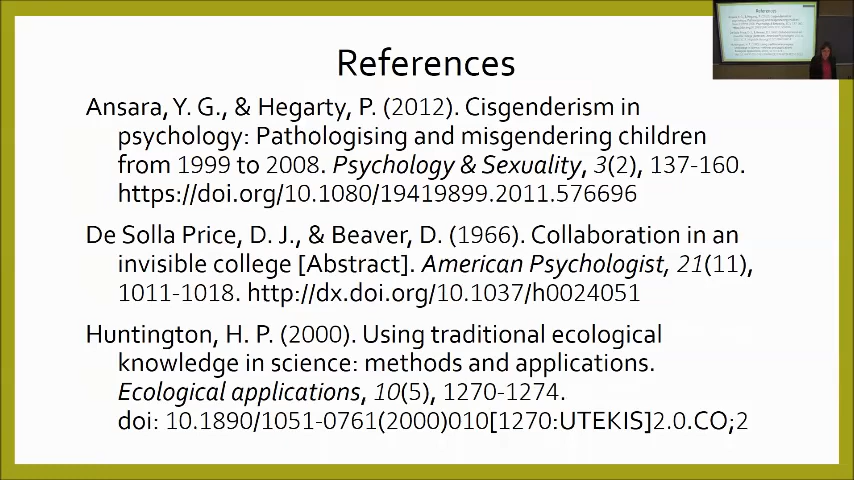 References
Ansara, Y. G., & Hegarty, P. (2012). Cisgenderism in
psychology: Pathologising and misgendering children
from 1999 to 2008. Psychology & Sexuality, 3(2), 137-160.
https://doi.org/10.1080/19419899.2011.576696
De Solla Price, D. J., & Beaver, D. (1966). Collaboration in an
invisible college [Abstract]. American Psychologist, 21(11),
1011-1018. http://dx.doi.org/10.1037/h0024051
Huntington, H. P. (2000). Using traditional ecological
knowledge in science: methods and applications.
Ecological applications, 10(5), 1270-1274.
doi: 10.1890/1051-0761(2000)010[1270:UTEKIS]2.0.CO;2
References